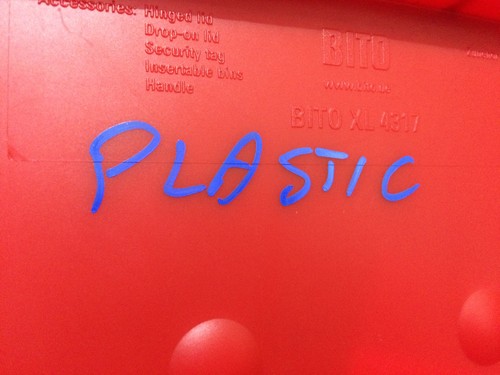 Accessories: Hinged lid
Drop-on lid
Security tag
Insertable bins
Handle
BITO
BITO XL 4317
PLASTIC